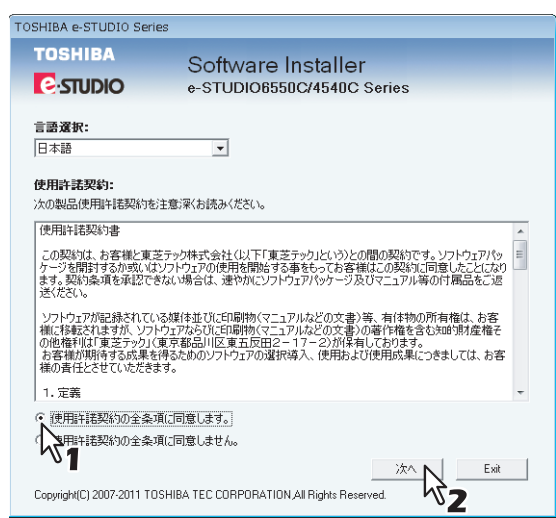 TOSHIBA e-STUDIO Series
TOSHIBA
e-STUDIO
Software Installer
e-STUDIO6550C/4540C Series
言語選択:
日本語
使用許諾契約:
次の製品使用許諾契約を注意深くお読みください。
使用許諾契約書
この契約は、お客様と東芝テック株式会社(以下「東芝テック」という)との間の契約です。ソフトウェアパッ
ケージを開封するか或いはソフトウェアの使用を開始する事をもってお客様はこの契約に同意したことになり
ます。契約条項を承認できない場合は、速やかにソフトウェアパッケージ及びマニュアル等の付属品をご返
送ください。
ソフトウェアが記録されている媒体並びに印刷物(マニュアルなどの文書)等、有体物の所有権は、お客
様に移転されますが、ソフトウェアならびに印刷物(マニュアルなどの文書)の著作権を含む知的財産権そ
の他権利は「東芝テック」(東京都品川区東五反田2-17-2)が保有しております。
お客様が期待する成果を得るためのソフトウェアの選択導入、使用および使用成果につきましては、お客
様の責任とさせていただきます。
1. 定義
使用許諾契約の全条項に同意します。
使用許諾契約の全条項に同意しません。
1
次へ
Exit
2
Copyright(C) 2007-2011 TOSHIBA TEC CORPORATION,All Rights Reserved.